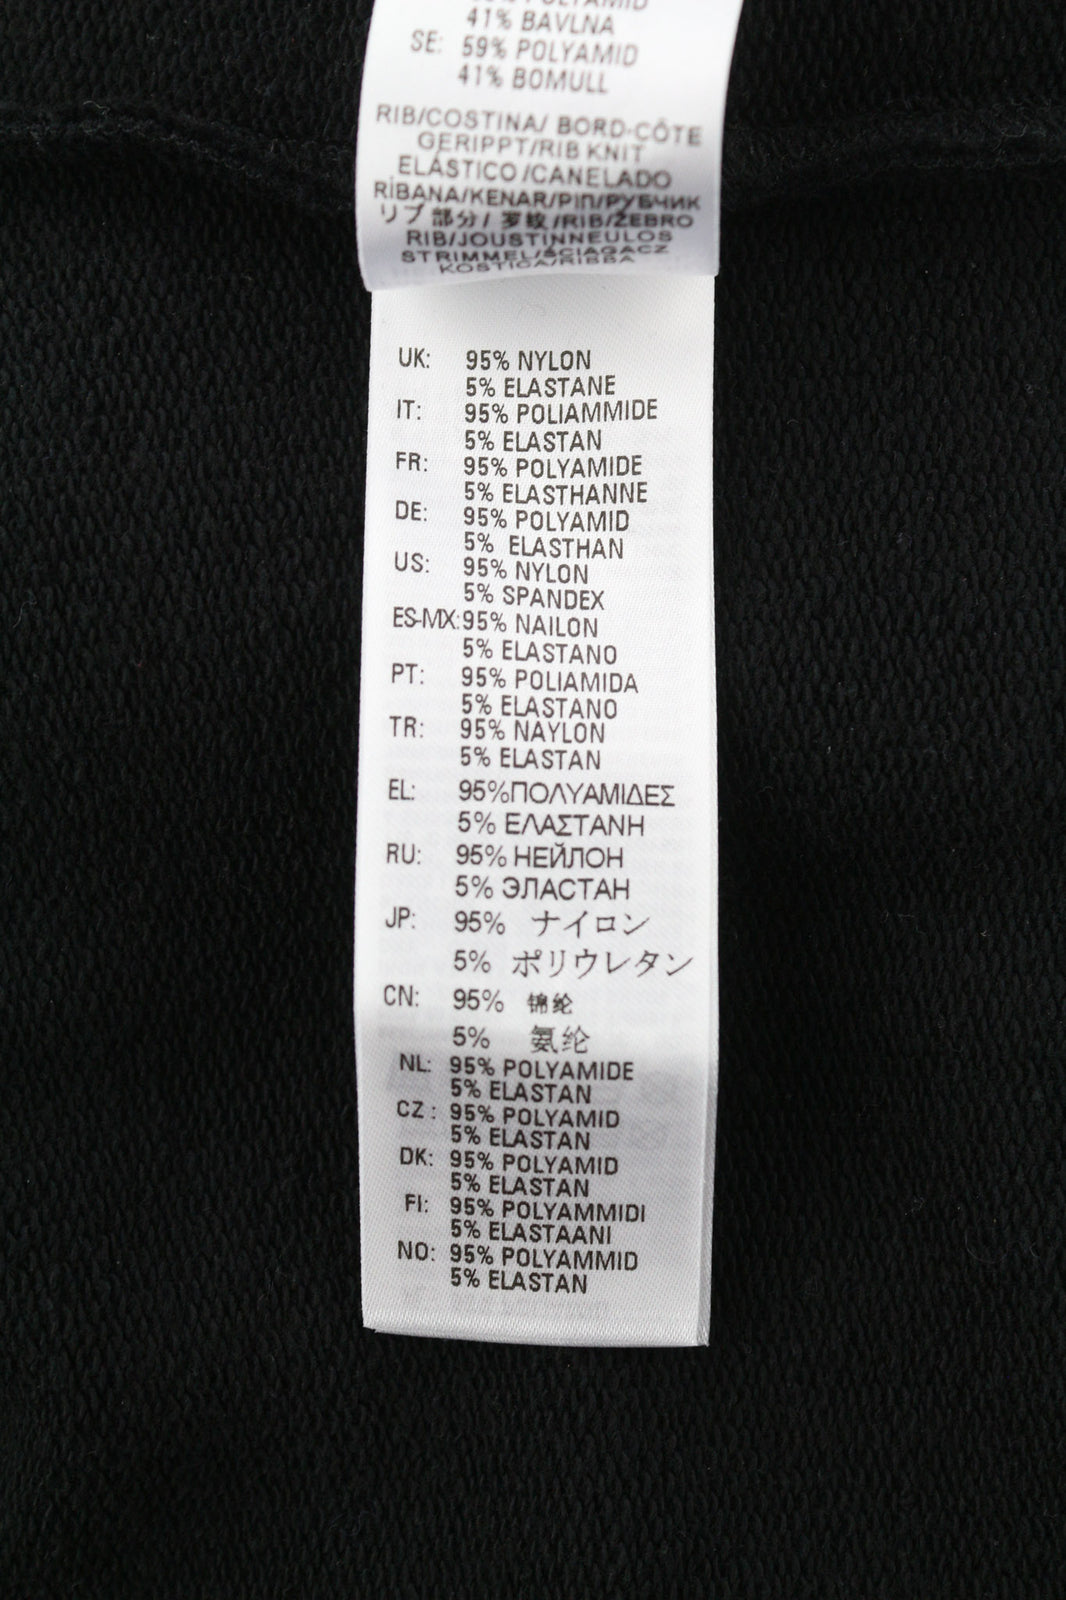 POLYAMID
41% BAVLNA
SE: 59% POLYAMID
41% BOMULL
RIB/COSTINA/ BORD-CÔTE
GERIPPT/RIB KNIT
ELÁSTICO/CANELADO
RİBANA/KENAR/РІП/РУБЧИК
リブ部分/ 罗纹/RIB/ŽEBRO
RIB/JOUSTINNEULOS
STRIMMEL/ŚCIĄGACZ
KOSTICA/RIBBA
UK: 95% NYLON
5% ELASTANE
IT: 95% POLIAMMIDE
5% ELASTAN
FR: 95% POLYAMIDE
5% ELASTHANNE
DE: 95% POLYAMID
5% ELASTHAN
US: 95% NYLON
5% SPANDEX
ES-MX: 95% NAILON
5% ELASTANO
PT: 95% POLIAMIDA
5% ELASTANO
TR: 95% NAYLON
5% ELASTAN
EL: 95%ΠΟΛΥΑΜΙΔΕΣ
5% ΕΛΑΣΤΑΝΗ
RU: 95% НЕЙЛОН
5% ЭЛАСТАН
JP: 95% ナイロン
5% ポリウレタン
CN: 95% 锦纶
5% 氨纶
NL: 95% POLYAMIDE
5% ELASTAN
CZ : 95% POLYAMID
5% ELASTAN
DK: 95% POLYAMID
5% ELASTAN
FI: 95% POLYAMMIDI
5% ELASTAANI
NO: 95% POLYAMMID
5% ELASTAN